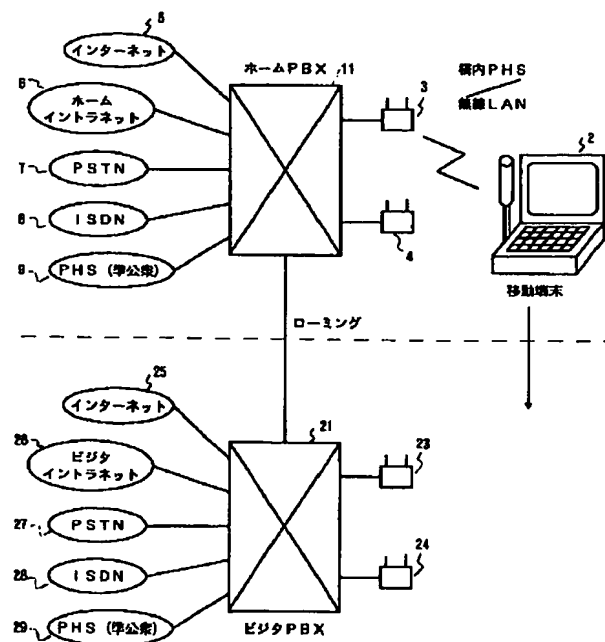 5
インターネット
ホームPBX
11
6
ホーム
イントラネット
3
構内PHS
無線LAN
7
PSTN
2
8
ISDN
4
9
PHS (準公衆)
移動端末
ローミング
25
インターネット
21
26
ビジタ
イントラネット
23
27
PSTN
24
28
ISDN
29
PHS (準公衆)
ビジタPBX